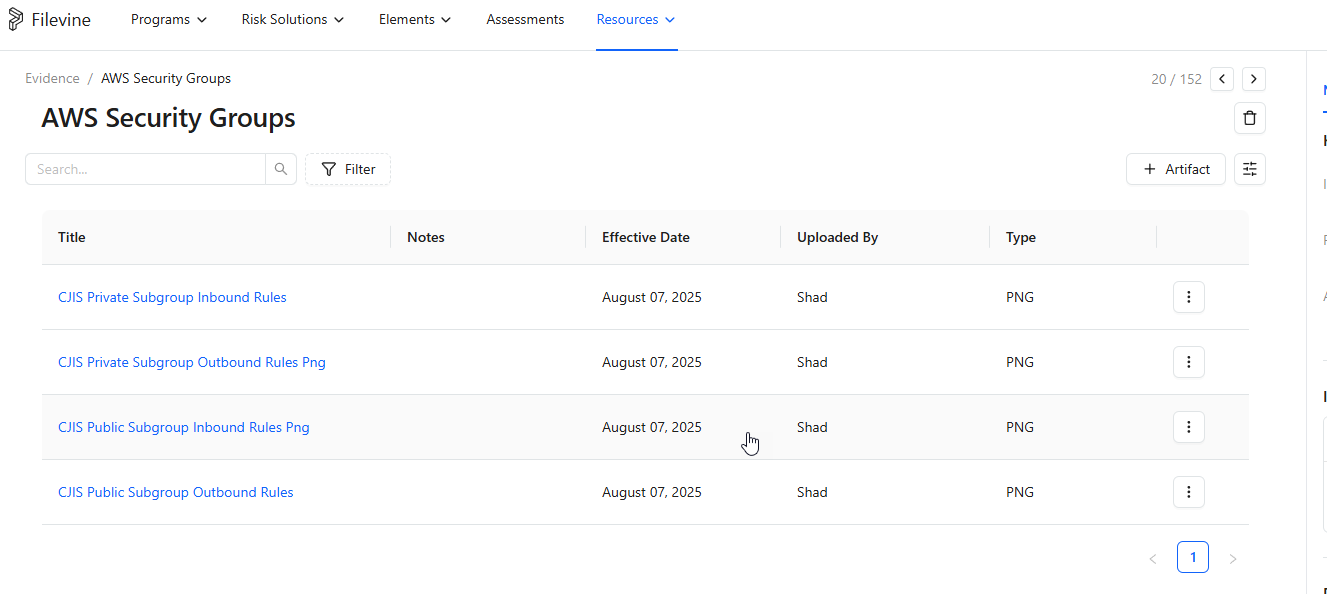 Filevine Programs Risk Solutions Elements Assessments Resources
Evidence / AWS Security Groups 20 / 152
AWS Security Groups
Search... Filter + Artifact
Title Notes Effective Date Uploaded By Type
CJIS Private Subgroup Inbound Rules August 07, 2025 Shad PNG
CJIS Private Subgroup Outbound Rules Png August 07, 2025 Shad PNG
CJIS Public Subgroup Inbound Rules Png August 07, 2025 Shad PNG
CJIS Public Subgroup Outbound Rules August 07, 2025 Shad PNG
< 1 >